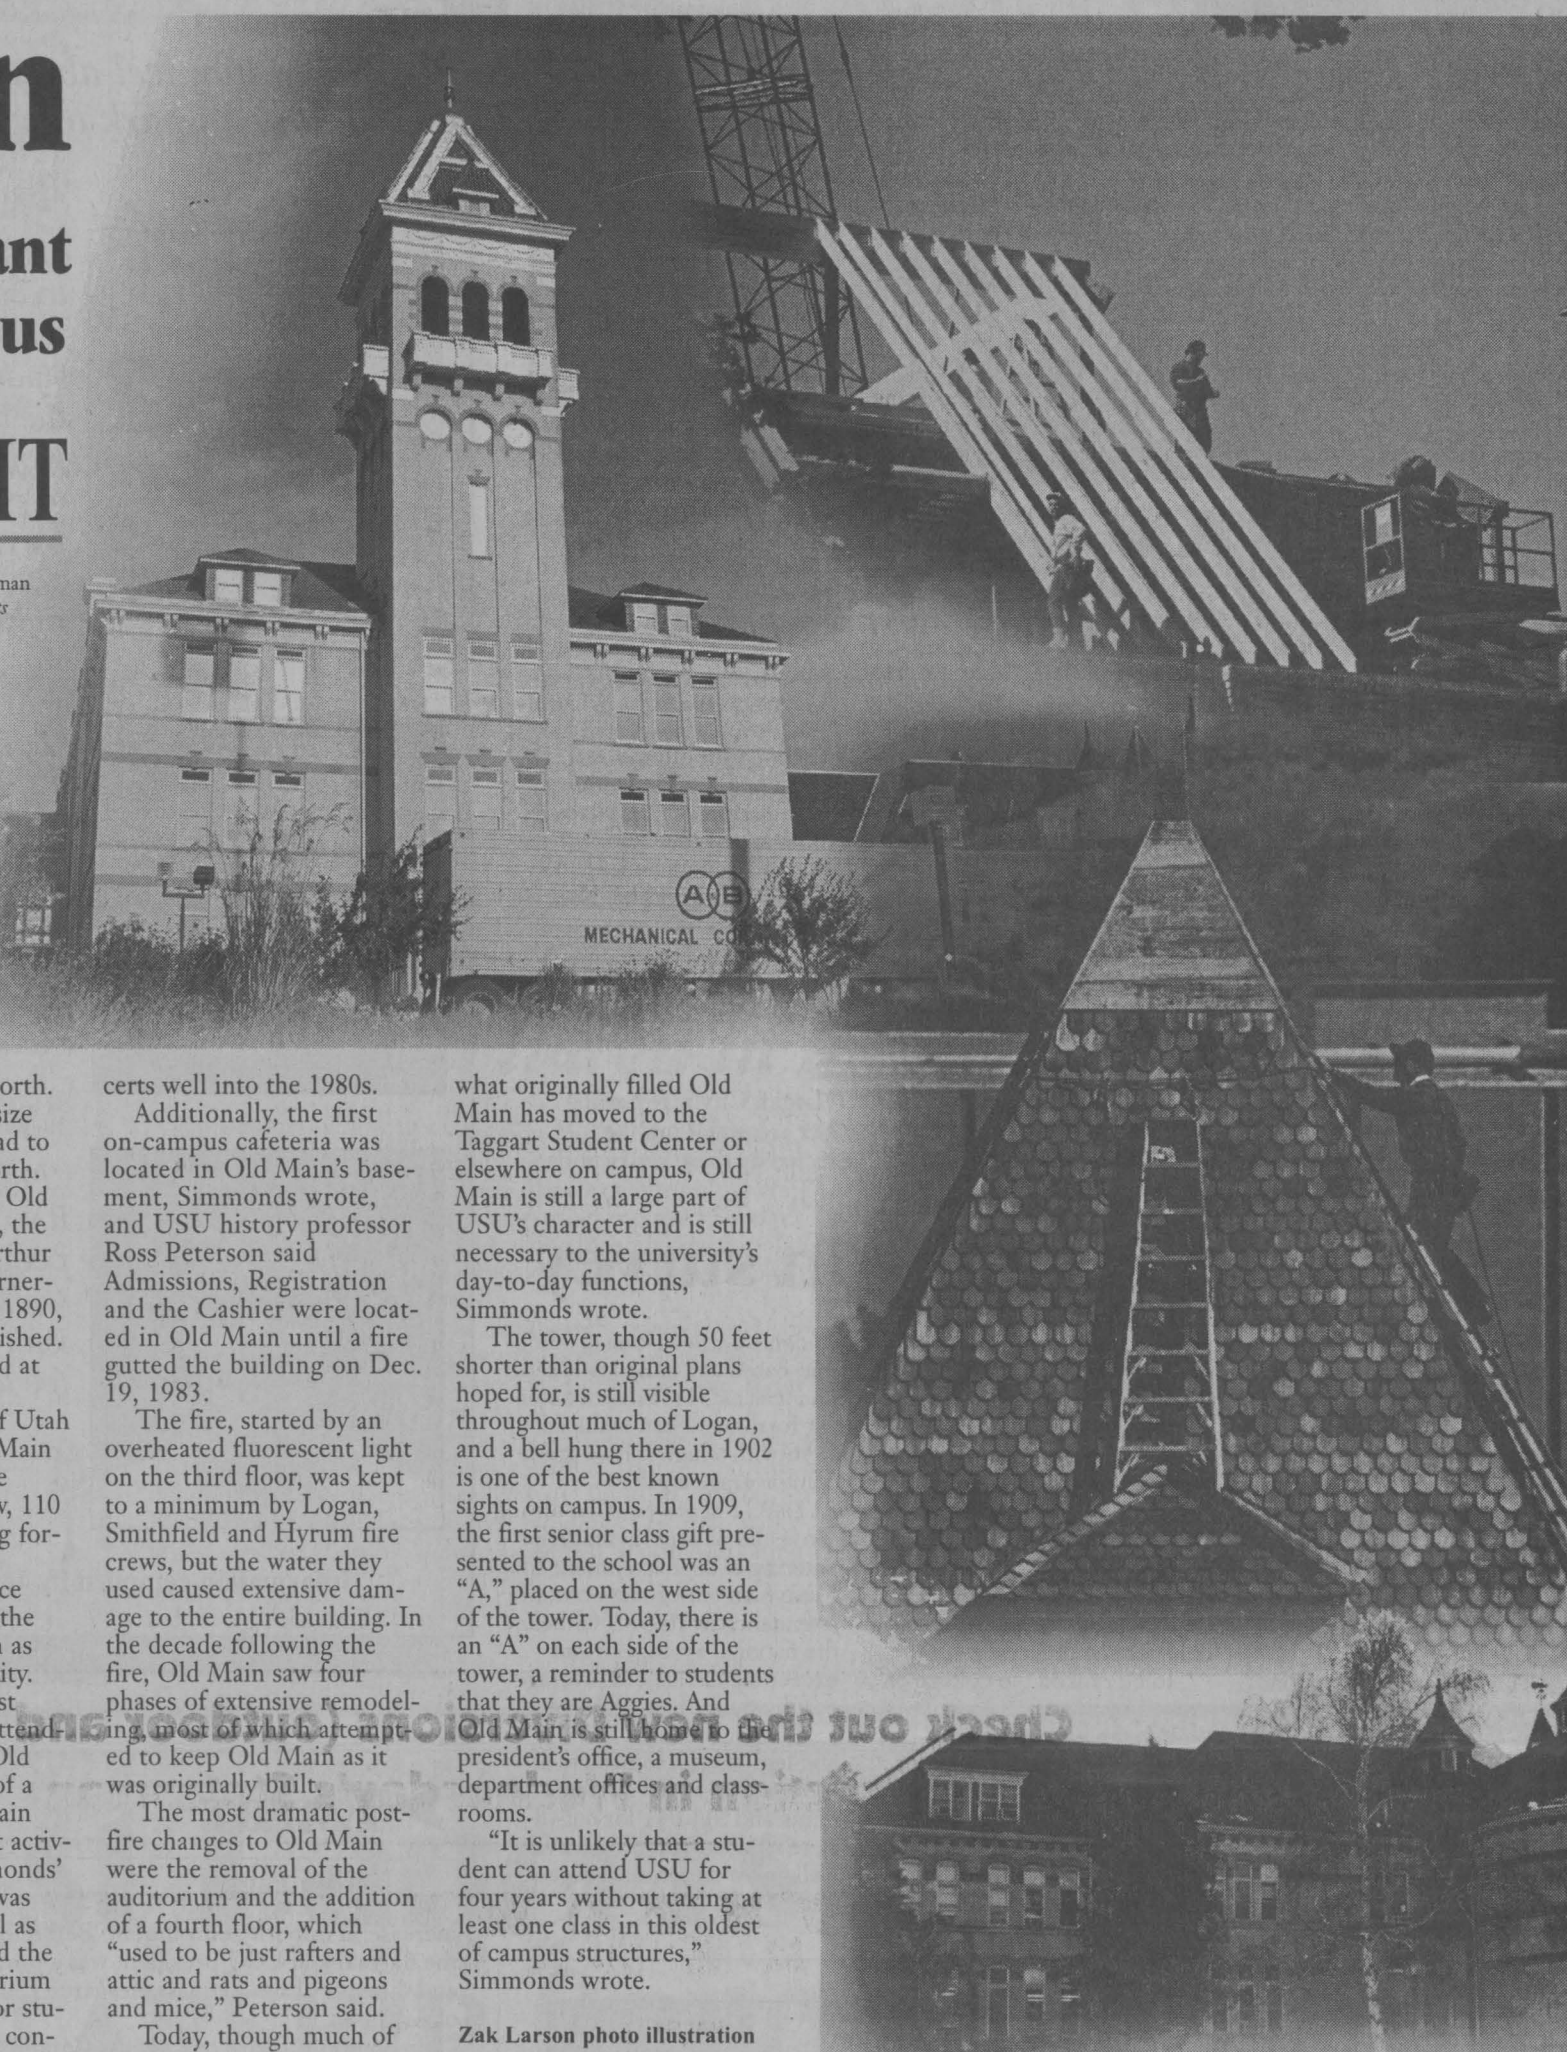 n
ant
us
IT
man
rs
A B
MECHANICAL
orth.
size
ad to
rth.
Old
, the
rthur
rner-
1890,
ished.
d at
f Utah
Main
e
w, 110
g for-
ce
the
n as
ity.
st
ttend-
Old
of a
ain
t activ-
monds’
was
l as
d the
rium
or stu-
con-
certs well into the 1980s.
Additionally, the first
on-campus cafeteria was
located in Old Main’s base-
ment, Simmonds wrote,
and USU history professor
Ross Peterson said
Admissions, Registration
and the Cashier were locat-
ed in Old Main until a fire
gutted the building on Dec.
19, 1983.
The fire, started by an
overheated fluorescent light
on the third floor, was kept
to a minimum by Logan,
Smithfield and Hyrum fire
crews, but the water they
used caused extensive dam-
age to the entire building. In
the decade following the
fire, Old Main saw four
phases of extensive remodel-
ing, most of which attempt-
ed to keep Old Main as it
was originally built.
The most dramatic post-
fire changes to Old Main
were the removal of the
auditorium and the addition
of a fourth floor, which
“used to be just rafters and
attic and rats and pigeons
and mice,” Peterson said.
Today, though much of
what originally filled Old
Main has moved to the
Taggart Student Center or
elsewhere on campus, Old
Main is still a large part of
USU’s character and is still
necessary to the university’s
day-to-day functions,
Simmonds wrote.
The tower, though 50 feet
shorter than original plans
hoped for, is still visible
throughout much of Logan,
and a bell hung there in 1902
is one of the best known
sights on campus. In 1909,
the first senior class gift pre-
sented to the school was an
“A,” placed on the west side
of the tower. Today, there is
an “A” on each side of the
tower, a reminder to students
that they are Aggies. And
Old Main is still home to the
president’s office, a museum,
department offices and class-
rooms.
“It is unlikely that a stu-
dent can attend USU for
four years without taking at
least one class in this oldest
of campus structures,”
Simmonds wrote.
Zak Larson photo illustration